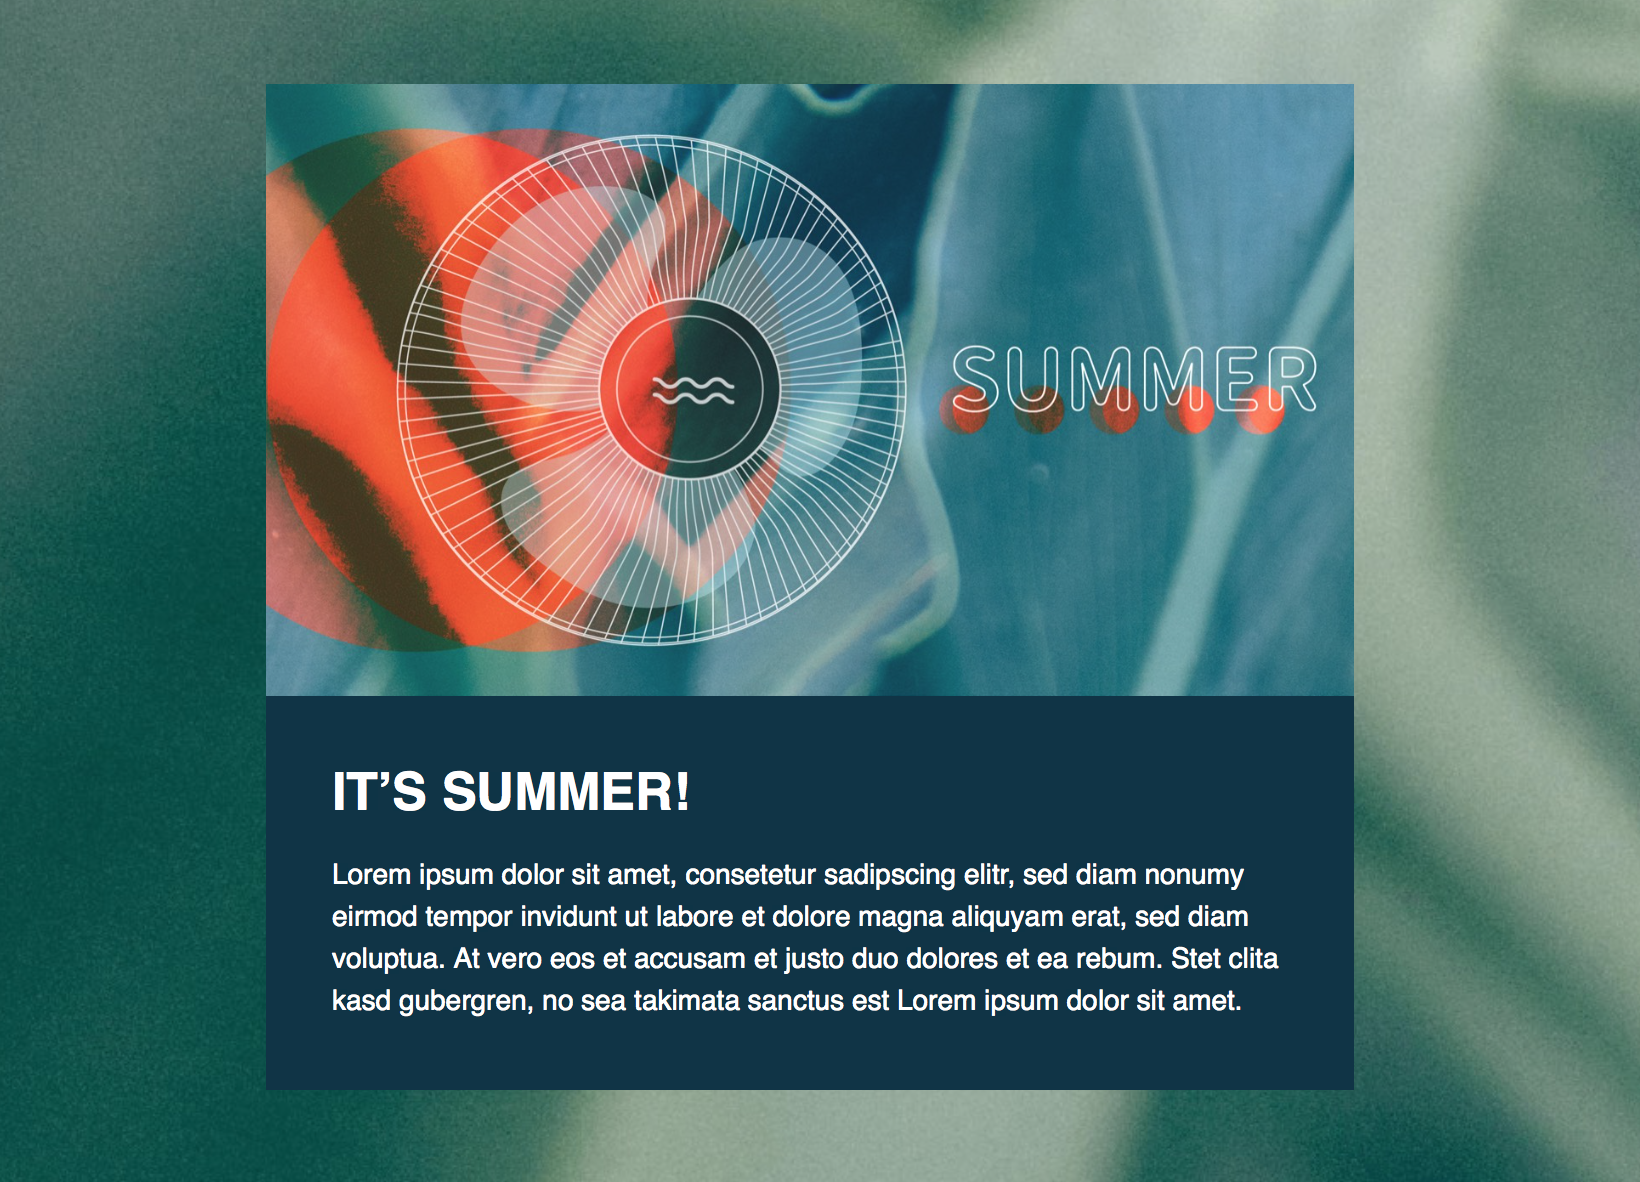 SUMMER
IT’S SUMMER!
Lorem ipsum dolor sit amet, consetetur sadipscing elitr, sed diam nonumy
eirmod tempor invidunt ut labore et dolore magna aliquyam erat, sed diam
voluptua. At vero eos et accusam et justo duo dolores et ea rebum. Stet clita
kasd gubergren, no sea takimata sanctus est Lorem ipsum dolor sit amet.